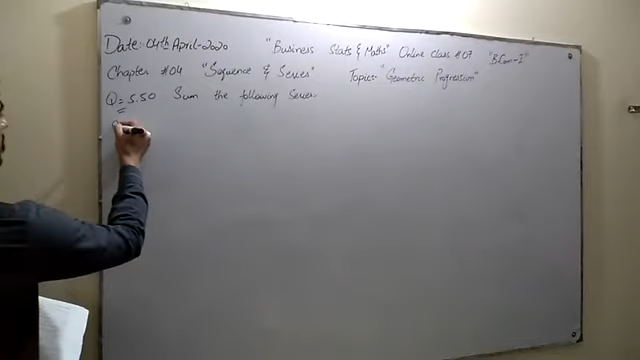 Date: 04th April-2020 "Business Stats & Maths" Online Class #07 "B.Com-I"
Chapter #04 "Sequence & Series" Topic: "Geometric Progression"
Q = 5.50 Sum the following Series